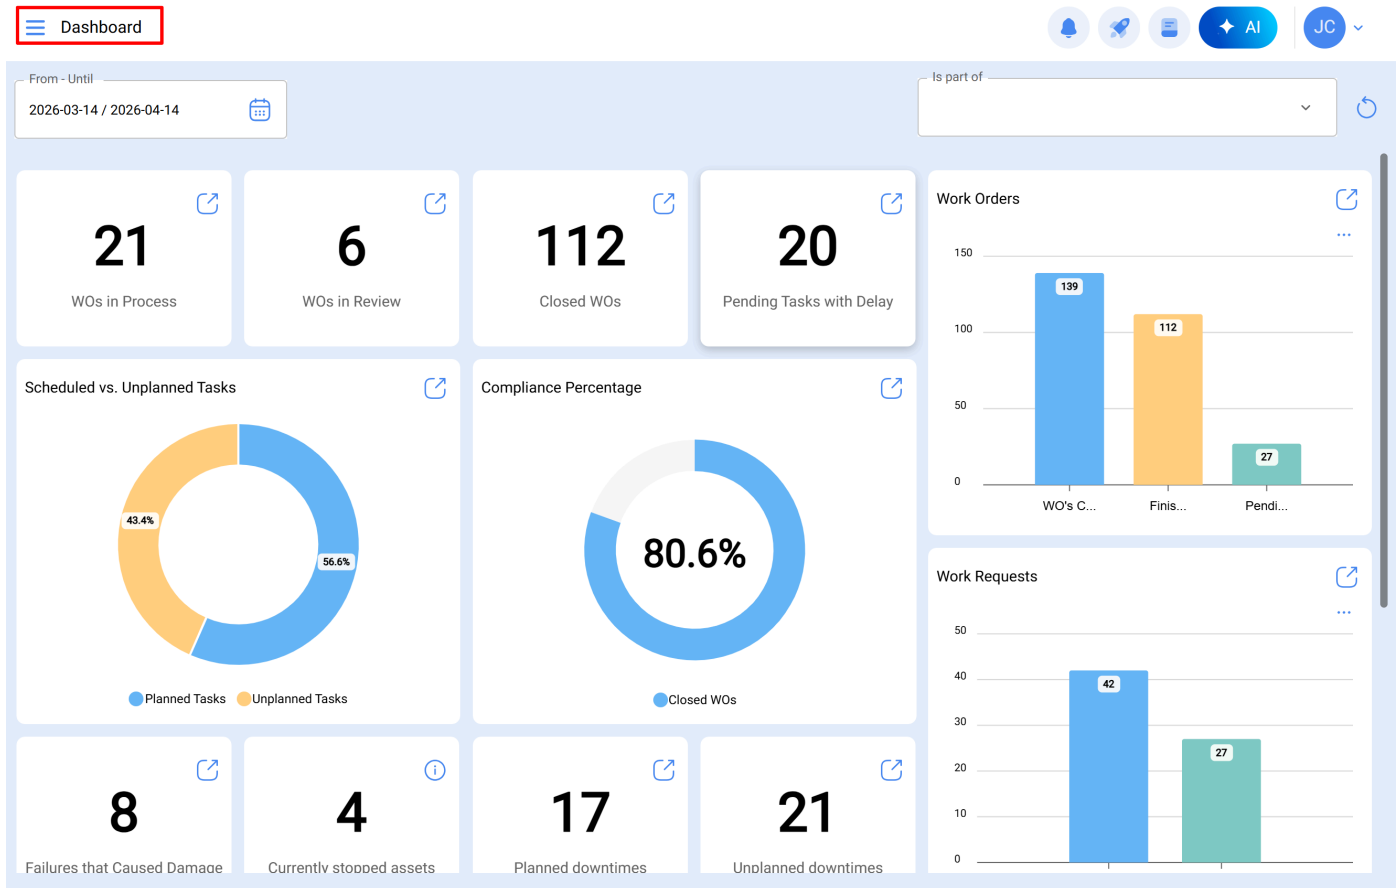 Dashboard
AI
JC
From - Until
2026-03-14 / 2026-04-14
Is part of
21
WOs in Process
6
WOs in Review
112
Closed WOs
20
Pending Tasks with Delay
Work Orders
...
150
100
50
0
139
112
27
WO's C...
Finis...
Pendi...
Scheduled vs. Unplanned Tasks
43.4%
56.6%
Planned Tasks
Unplanned Tasks
Compliance Percentage
80.6%
Closed WOs
Work Requests
...
50
40
30
20
10
0
42
27
8
Failures that Caused Damage
4
Currently stopped assets
17
Planned downtimes
21
Unplanned downtimes